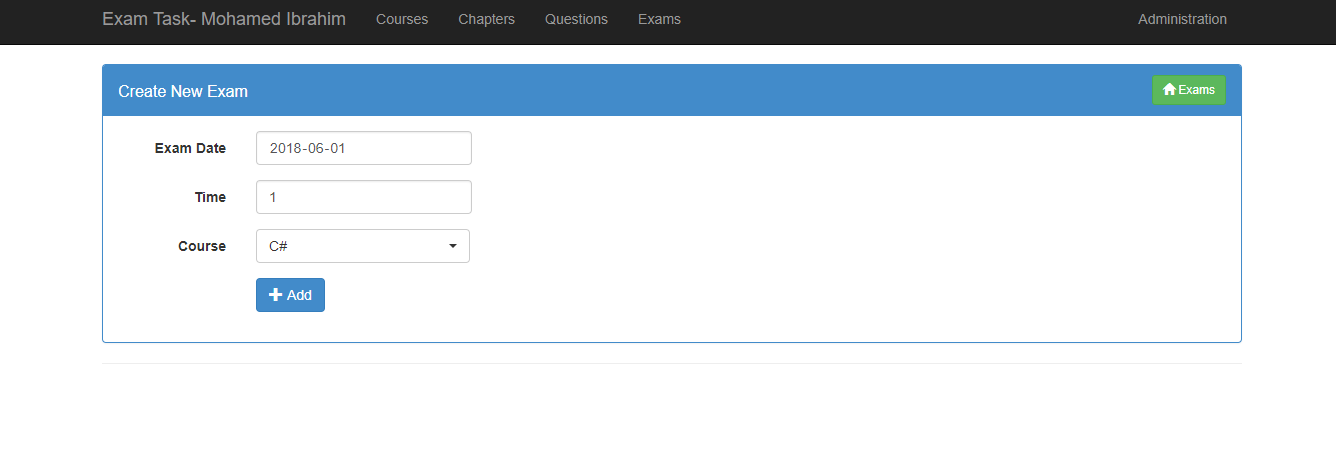 Exam Task- Mohamed Ibrahim Courses Chapters Questions Exams Administration
Create New Exam Exams
Exam Date 2018-06-01
Time 1
Course C#
Add